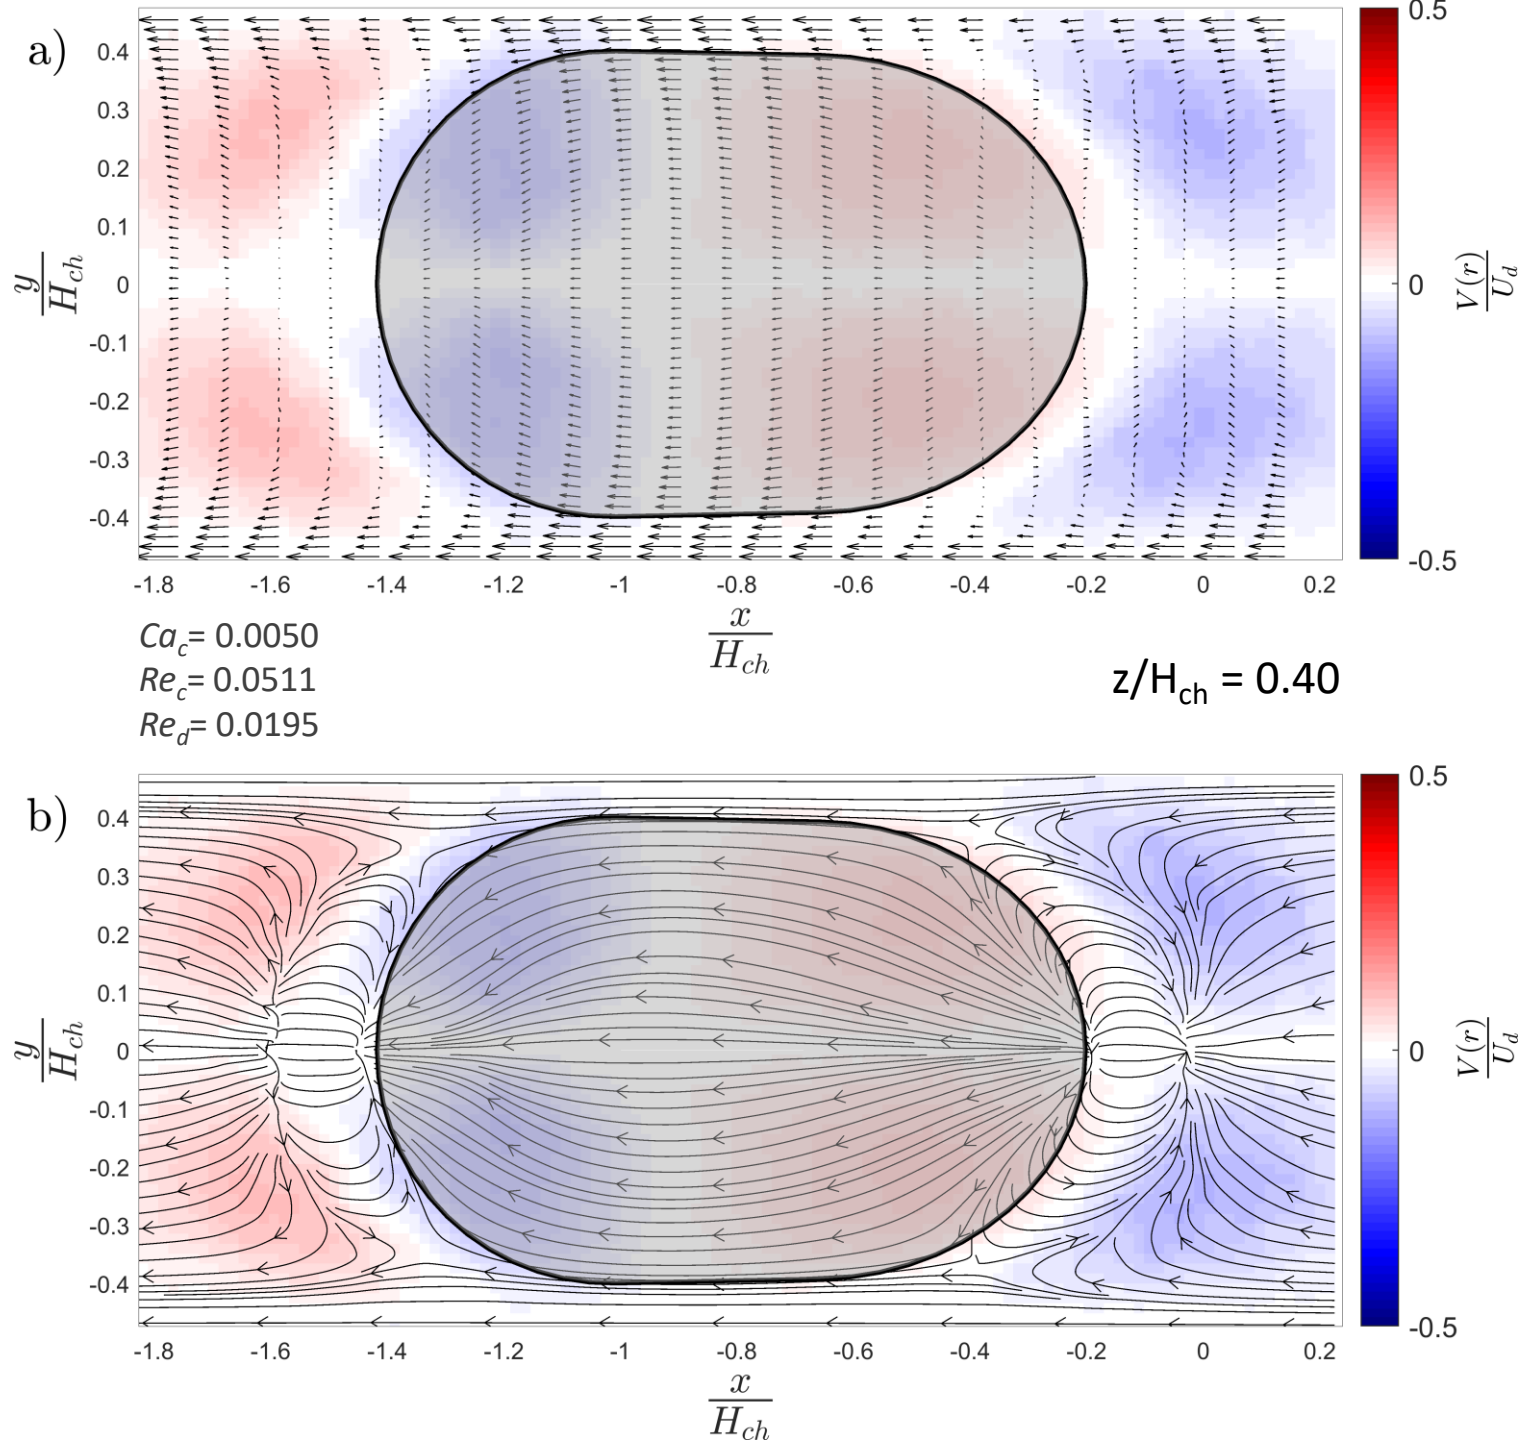 a)
0.4
0.3
0.2
0.1
0
-0.1
-0.2
-0.3
-0.4
y
H_ch
-1.8 -1.6 -1.4 -1.2 -1 -0.8 -0.6 -0.4 -0.2 0 0.2
x
H_ch
0.5
0
-0.5
V(r)
U_d
Ca_c= 0.0050
Re_c= 0.0511
Re_d= 0.0195
z/H_ch = 0.40
b)
0.4
0.3
0.2
0.1
0
-0.1
-0.2
-0.3
-0.4
y
H_ch
-1.8 -1.6 -1.4 -1.2 -1 -0.8 -0.6 -0.4 -0.2 0 0.2
x
H_ch
0.5
0
-0.5
V(r)
U_d